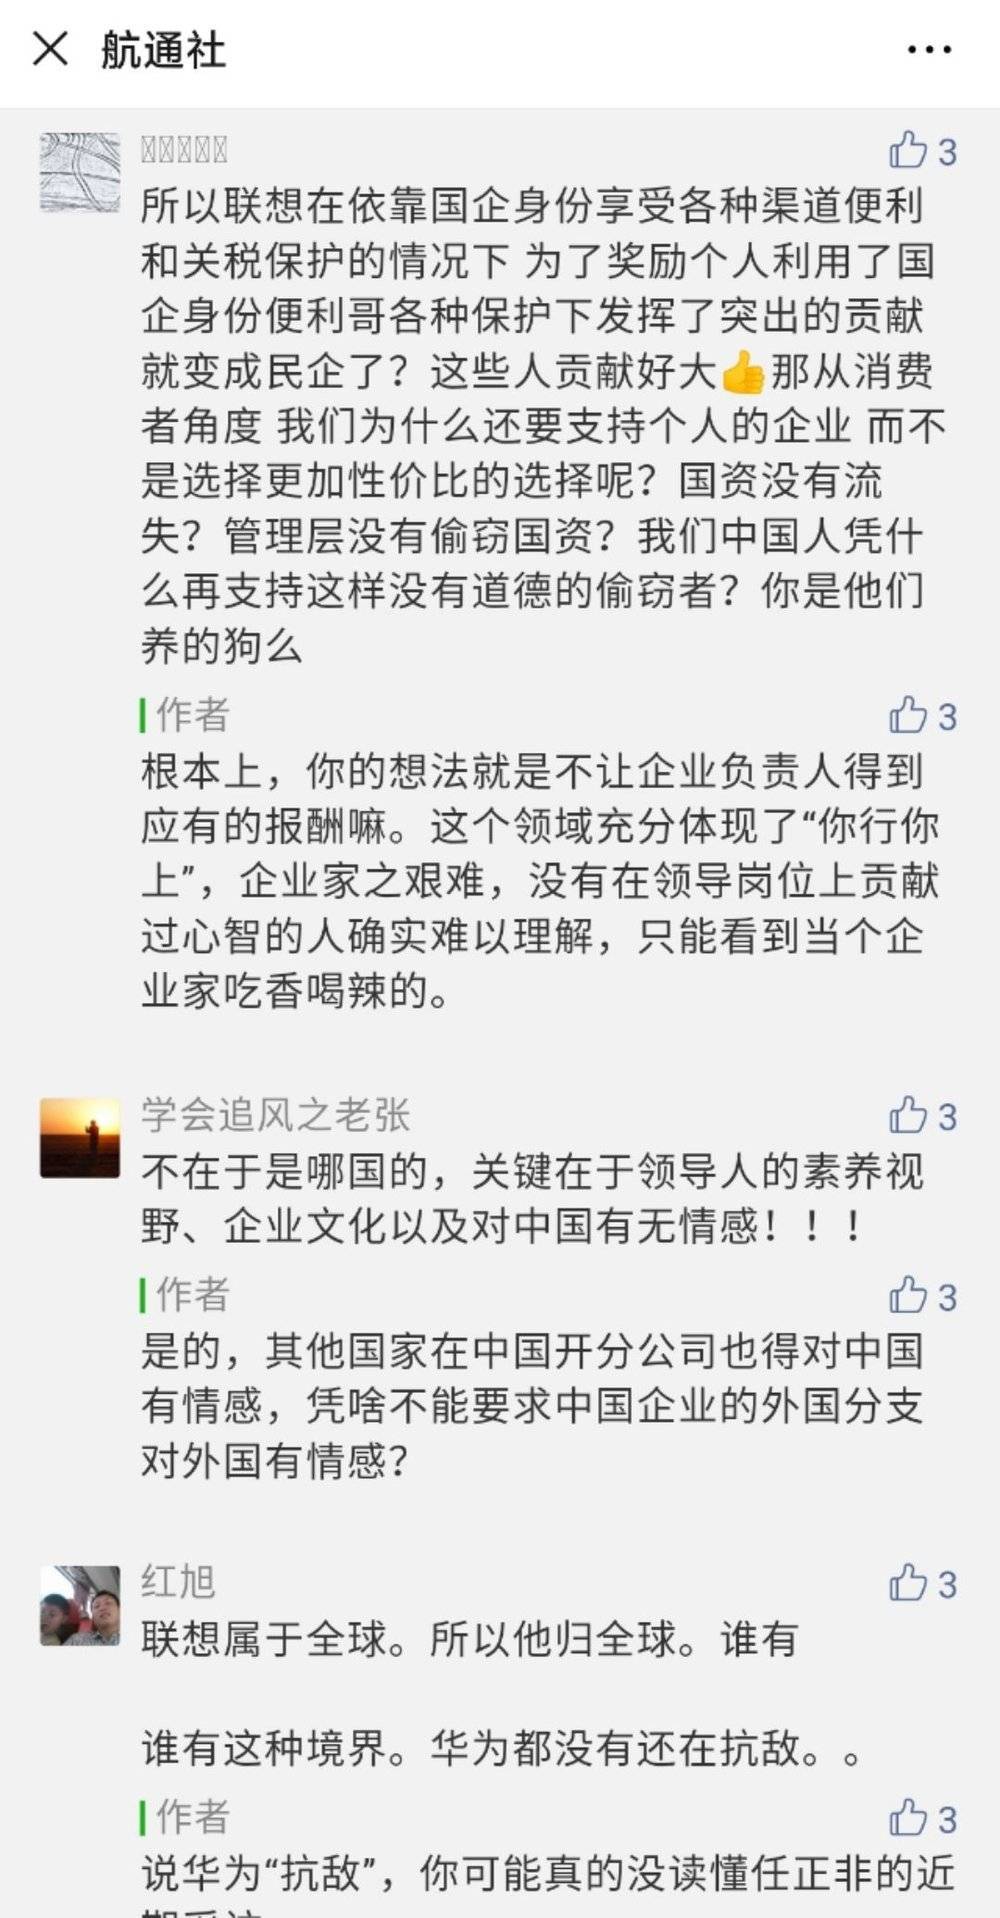 航通社
3
所以联想在依靠国企身份享受各种渠道便利
和关税保护的情况下 为了奖励个人利用了国
企身份便利哥各种保护下发挥了突出的贡献
就变成民企了？这些人贡献好大👍那从消费
者角度 我们为什么还要支持个人的企业 而不
是选择更加性价比的选择呢？国资没有流
失？管理层没有偷窃国资？我们中国人凭什
么再支持这样没有道德的偷窃者？你是他们
养的狗么
作者 3
根本上，你的想法就是不让企业负责人得到
应有的报酬嘛。这个领域充分体现了“你行你
上”，企业家之艰难，没有在领导岗位上贡献
过心智的人确实难以理解，只能看到当个企
业家吃香喝辣的。
学会追风之老张 3
不在于是哪国的，关键在于领导人的素养视
野、企业文化以及对中国有无情感！！！
作者 3
是的，其他国家在中国开分公司也得对中国
有情感，凭啥不能要求中国企业的外国分支
对外国有情感？
红旭 3
联想属于全球。所以他归全球。谁有
谁有这种境界。华为都没有还在抗敌。。
作者 3
说华为“抗敌”，你可能真的没读懂任正非的近